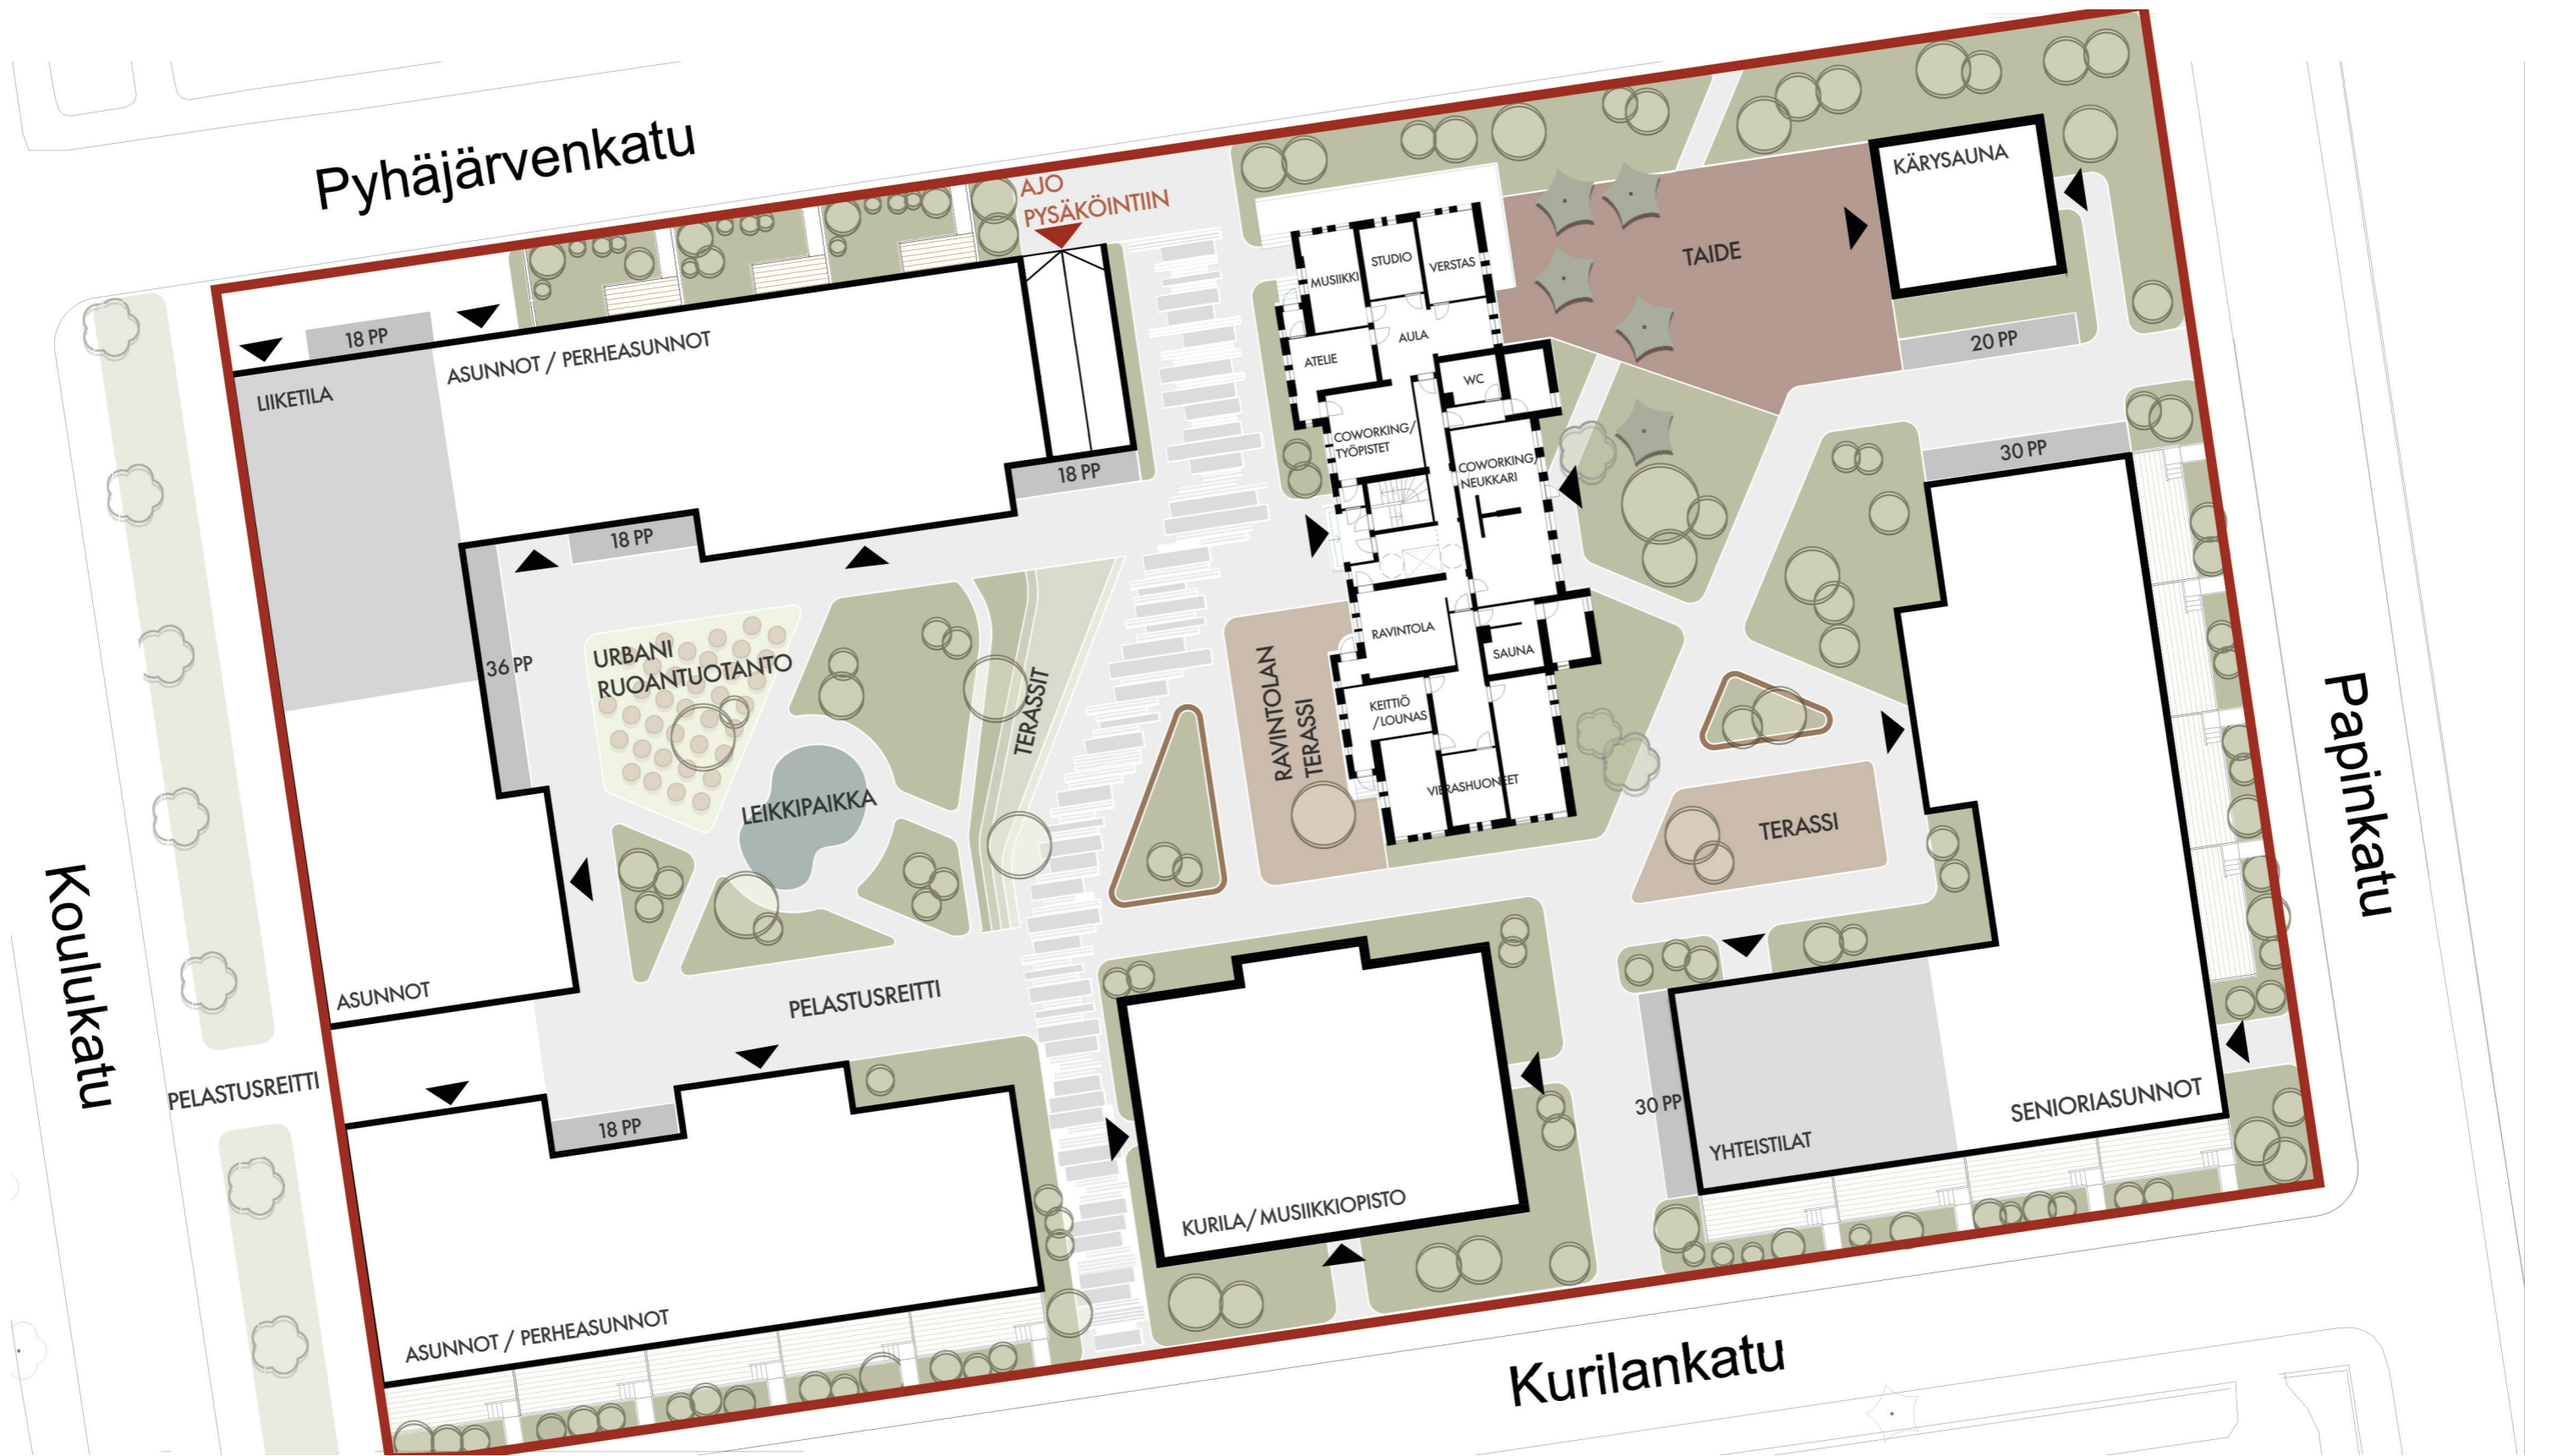 Pyhäjärvenkatu
AJO
PYSÄKÖINTIIN
KÄRYSAUNA
TAIDE
MUSIIKKI
STUDIO
VERSTAS
AULA
ATELIE
WC
20 PP
18 PP
LIIKETILA
ASUNNOT / PERHEASUNNOT
COWORKING/
TYÖPISTET
COWORKING/
NEUKKARI
18 PP
30 PP
18 PP
36 PP
URBANI
RUOANTUOTANTO
TERASSIT
RAVINTOLAN
TERASSI
RAVINTOLA
SAUNA
KEITTIÖ
/LOUNAS
VIERASHUONEET
LEIKKIPAIKKA
TERASSI
Papinkatu
Koulukatu
ASUNNOT
PELASTUSREITTI
PELASTUSREITTI
18 PP
30 PP
YHTEISTILAT
SENIORIASUNNOT
KURILA/ MUSIIKKIOPISTO
ASUNNOT / PERHEASUNNOT
Kurilankatu